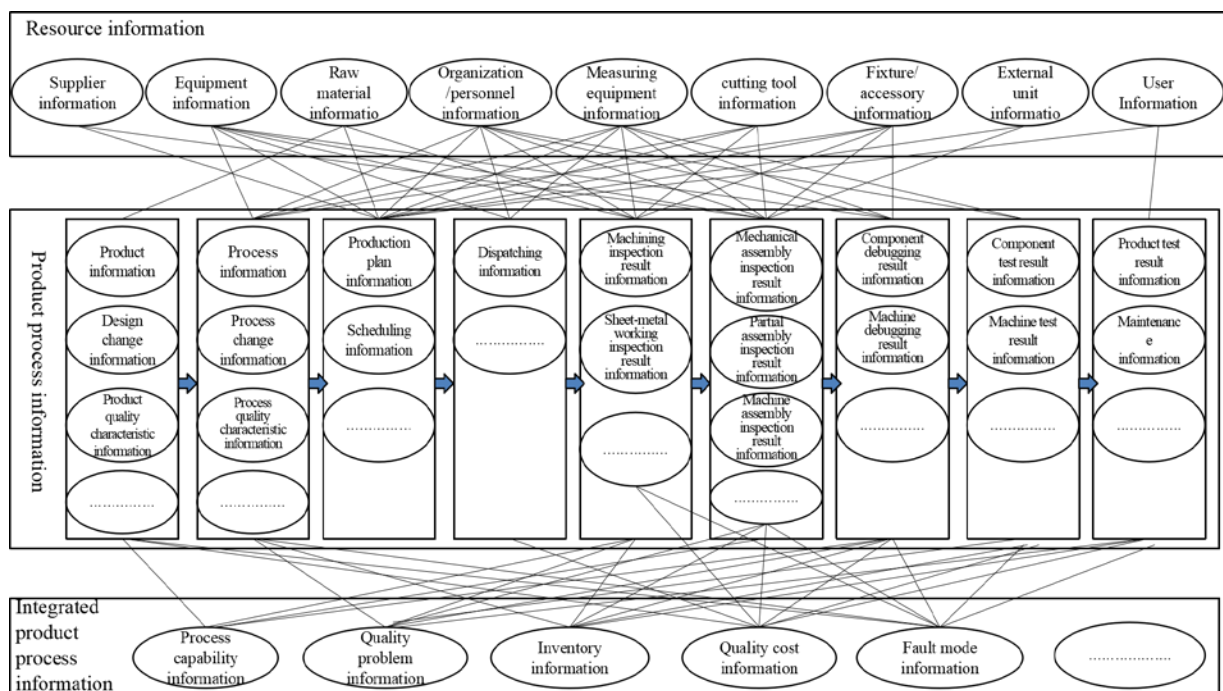 Resource information
Supplier
information
Equipment
information
Raw
material
informatio
Organization
/personnel
information
Measuring
equipment
information
cutting tool
information
Fixture/
accessory
information
External
unit
informatio
User
Information
Product process information
Product
information
Design
change
information
Product
quality
characteristic
information
................
Process
information
Process
change
information
Process
quality
characteristic
information
................
Production
plan
information
Scheduling
information
................
Dispatching
information
................
Machining
inspection
result
information
Sheet-metal
working
inspection
result
information
................
Mechanical
assembly
inspection
result
information
Partial
assembly
inspection
result
information
Machine
assembly
inspection
result
information
................
Component
debugging
result
information
Machine
debugging
result
information
................
Component
test result
information
Machine test
result
information
................
Product test
result
information
Maintenanc
e
information
................
Integrated
product
process
information
Process
capability
information
Quality
problem
information
Inventory
information
Quality cost
information
Fault mode
information
................